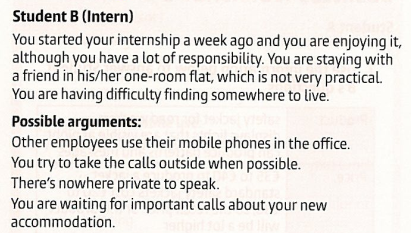 Student B (Intern)
You started your internship a week ago and you are enjoying it,
although you have a lot of responsibility. You are staying with
a friend in his/her one-room flat, which is not very practical.
You are having difficulty finding somewhere to live.
Possible arguments:
Other employees use their mobile phones in the office.
You try to take the calls outside when possible.
There's nowhere private to speak.
You are waiting for important calls about your new
accommodation.